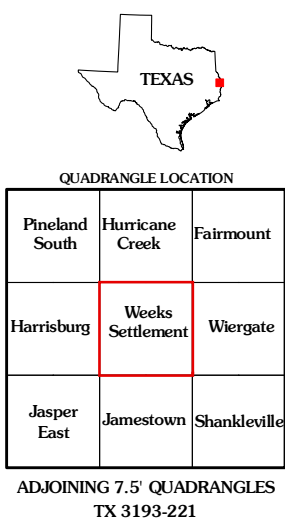 TEXAS
QUADRANGLE LOCATION
Pineland
South
Hurricane
Creek
Fairmount
Harrisburg
Weeks
Settlement
Wiergate
Jasper
East
Jamestown
Shankleville
ADJOINING 7.5' QUADRANGLES
TX 3193-221